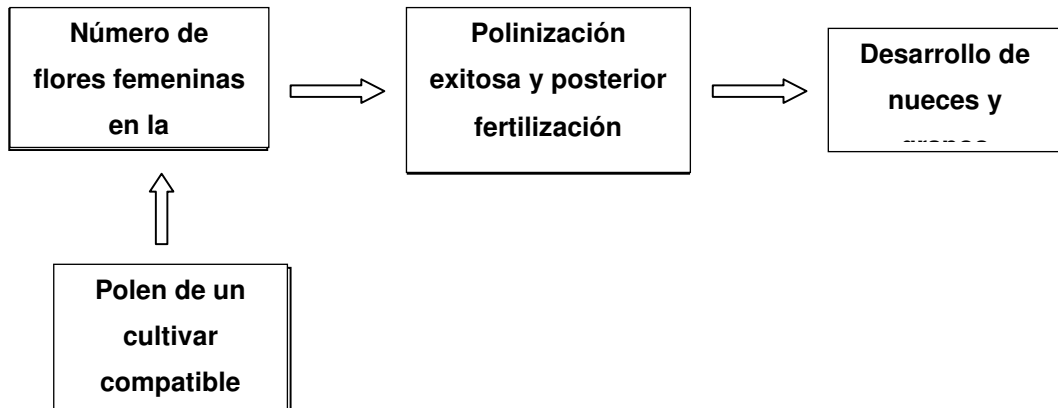 Número de
flores femeninas
en la
Polinización
exitosa y posterior
fertilización
Desarrollo de
nueces y
Polen de un
cultivar
compatible